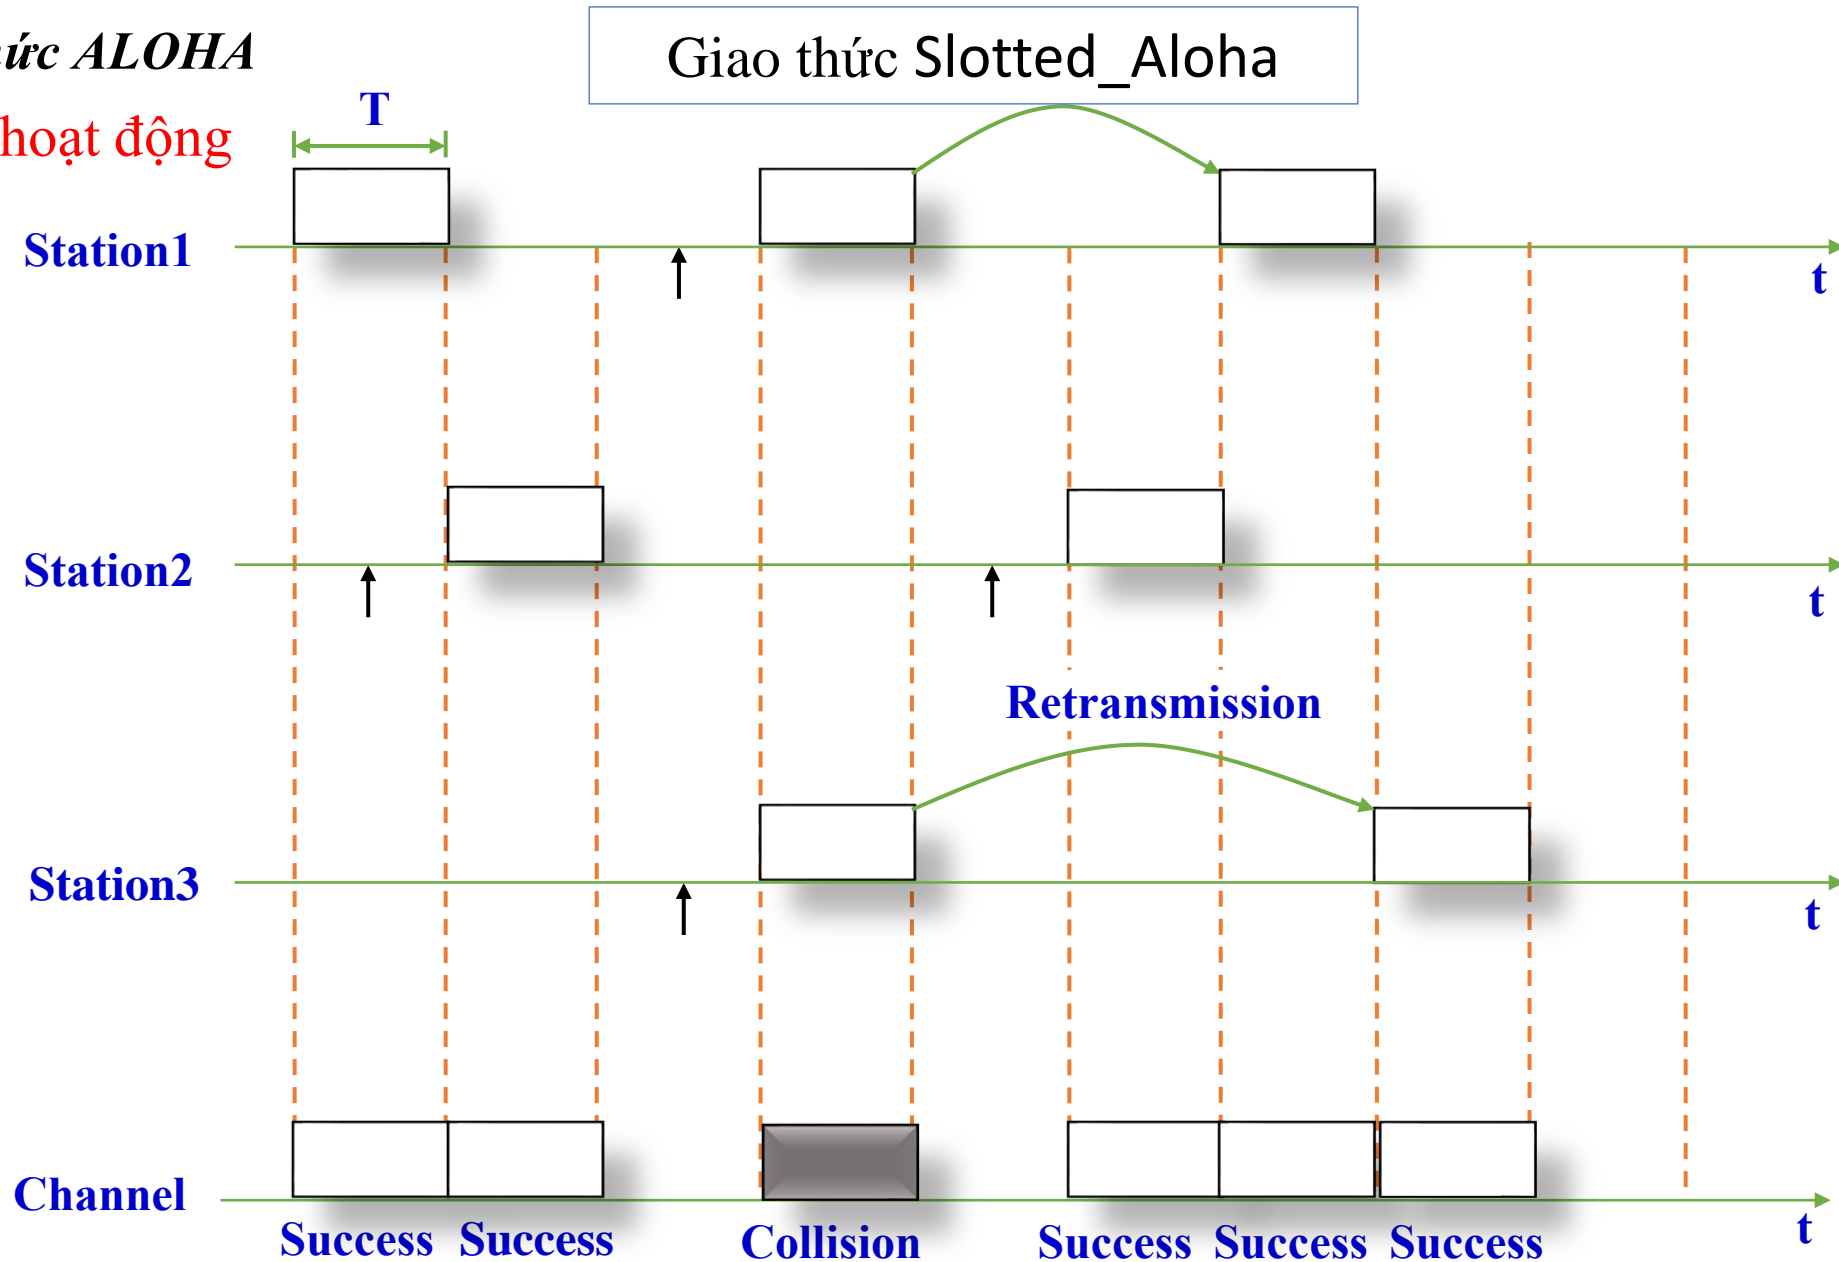 ức ALOHA
Giao thức Slotted_Aloha
hoạt động
T
Station1
t
Station2
t
Retransmission
Station3
t
Channel
t
Success Success Collision Success Success Success